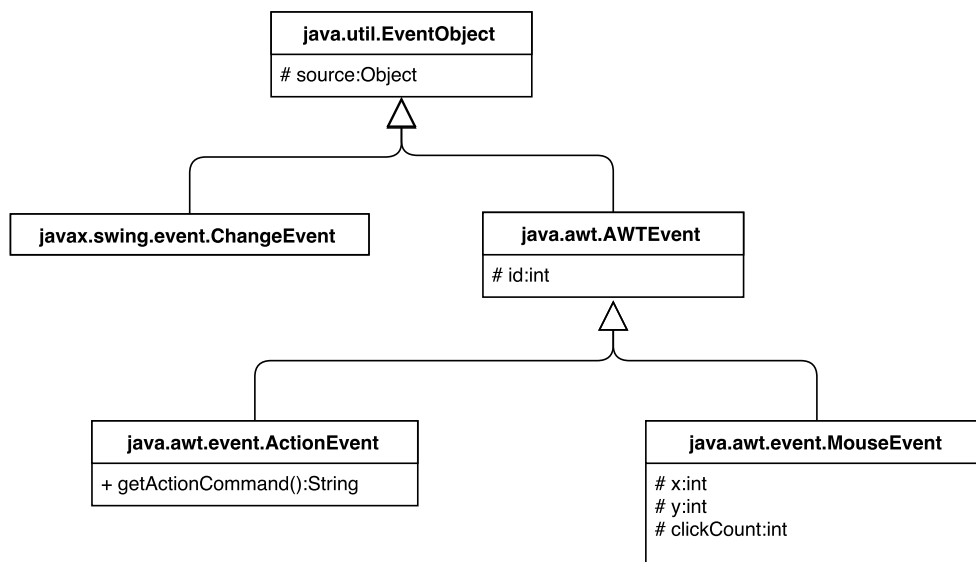 java.util.EventObject
# source:Object
javax.swing.event.ChangeEvent
java.awt.AWTEvent
# id:int
java.awt.event.ActionEvent
+ getActionCommand():String
java.awt.event.MouseEvent
# x:int
# y:int
# clickCount:int